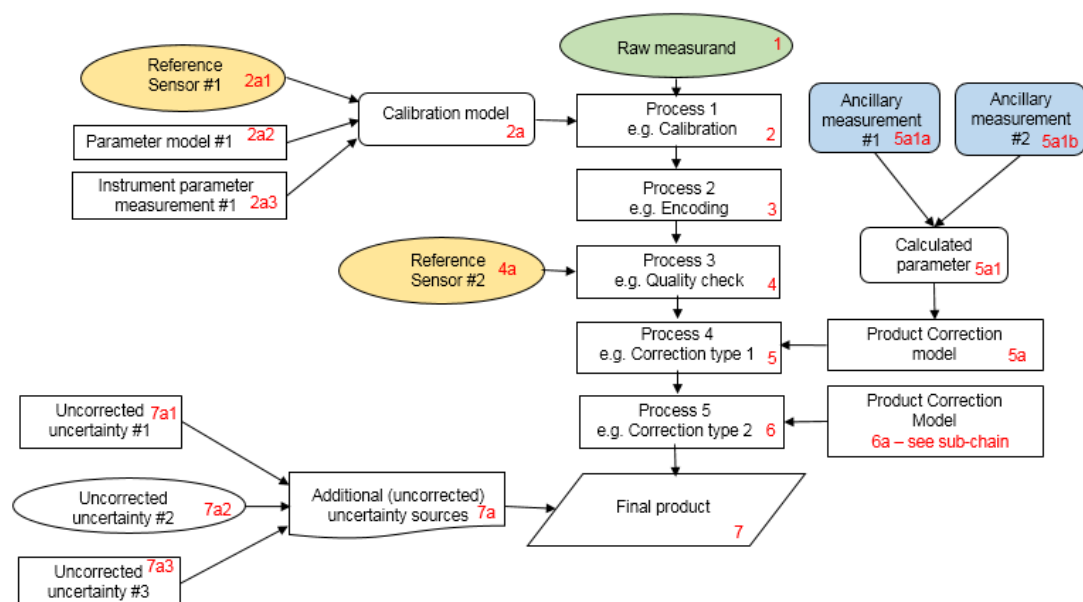 Raw measurand 1
Reference
Sensor #1 2a1
Parameter model #1 2a2
Instrument parameter
measurement #1 2a3
Calibration model
2a
Process 1
e.g. Calibration 2
Ancillary
measurement
#1 5a1a
Ancillary
measurement
#2 5a1b
Process 2
e.g. Encoding 3
Reference
Sensor #2 4a
Process 3
e.g. Quality check 4
Calculated
parameter 5a1
Process 4
e.g. Correction type 1 5
Product Correction
model 5a
Process 5
e.g. Correction type 2 6
Product Correction
Model
6a – see sub-chain
Uncorrected 7a1
uncertainty #1
Uncorrected
uncertainty #2 7a2
Uncorrected 7a3
uncertainty #3
Additional (uncorrected)
uncertainty sources 7a
Final product
7